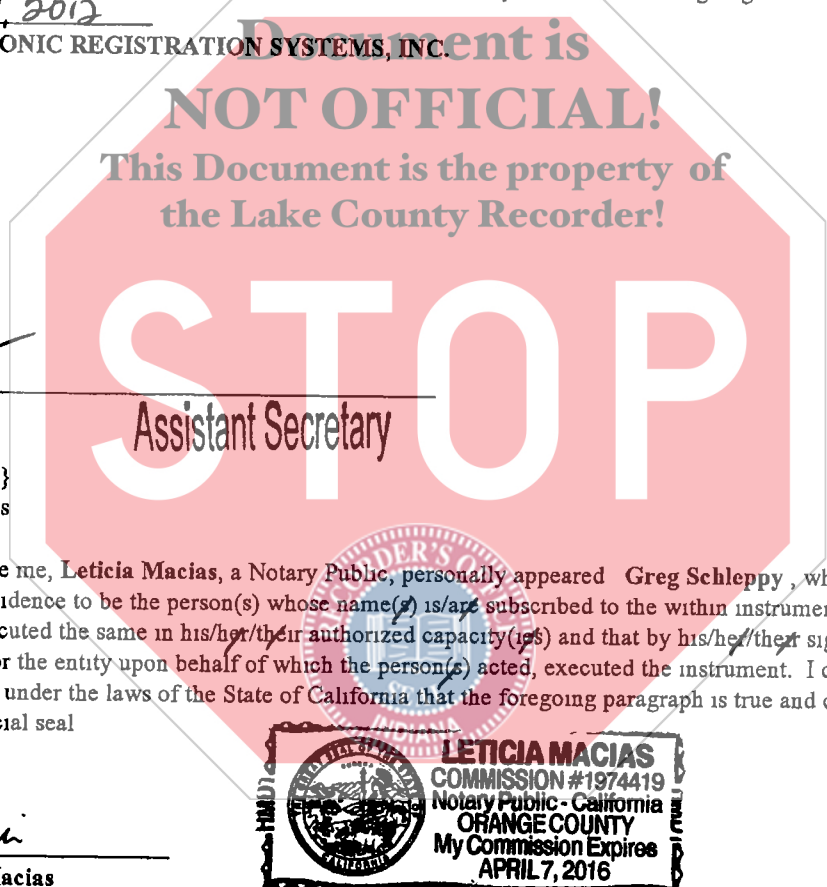 2012
ONIC REGISTRATION SYSTEMS, INC.
Document is
NOT OFFICIAL!
This Document is the property of
the Lake County Recorder!
STOP
Assistant Secretary
}
s
e me, Leticia Macias, a Notary Public, personally appeared Greg Schleppy , wh
idence to be the person(s) whose name(s) is/are subscribed to the within instrumen
cuted the same in his/her/their authorized capacity(ies) and that by his/her/their sig
or the entity upon behalf of which the person(s) acted, executed the instrument. I c
under the laws of the State of California that the foregoing paragraph is true and c
cial seal
RECORDER'S OFFICE
INDIANA
LETICIA MACIAS
COMMISSION #1974419
Notary Public - California
ORANGE COUNTY
My Commission Expires
APRIL 7, 2016
CALIFORNIA
acias